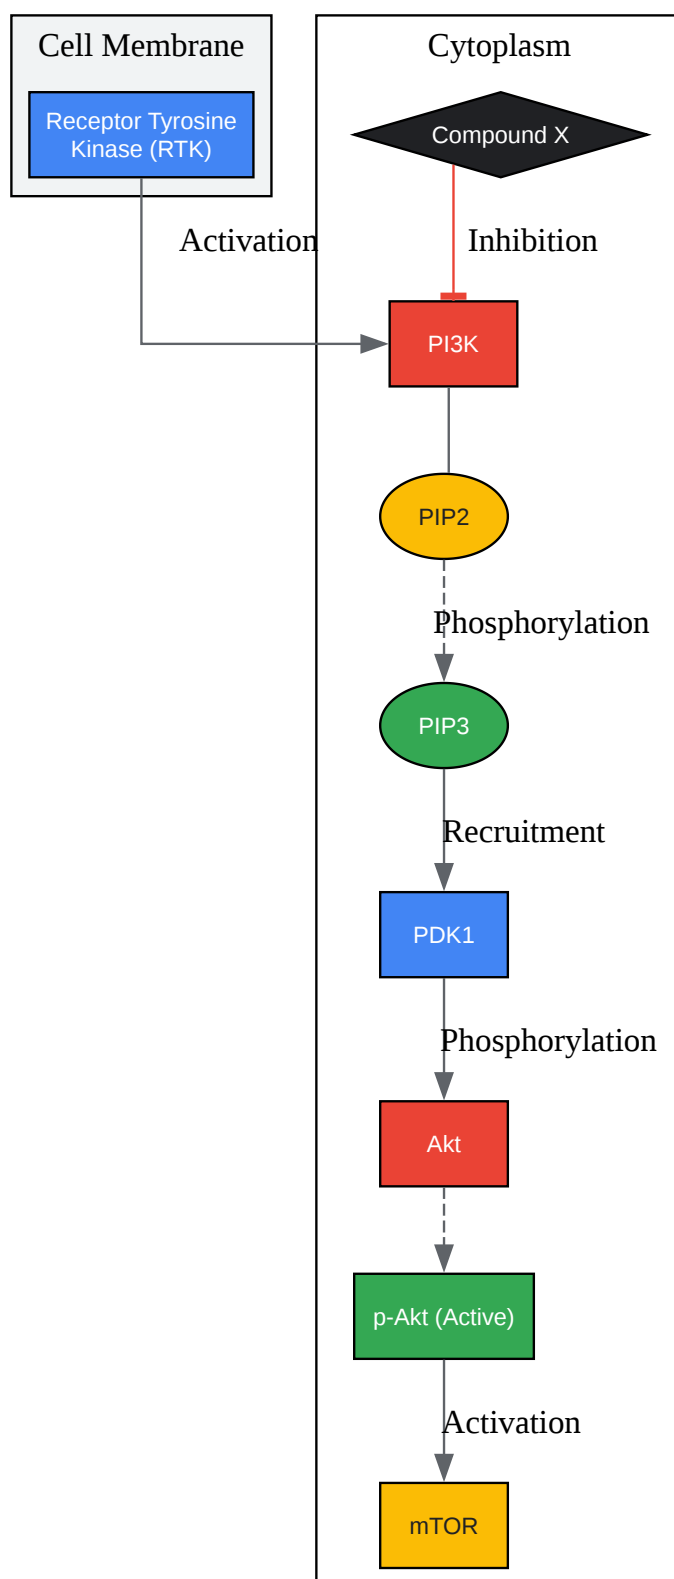 Cell Membrane
Receptor Tyrosine
Kinase (RTK)
Cytoplasm
Compound X
Activation
Inhibition
PI3K
PIP2
Phosphorylation
PIP3
Recruitment
PDK1
Phosphorylation
Akt
p-Akt (Active)
Activation
mTOR